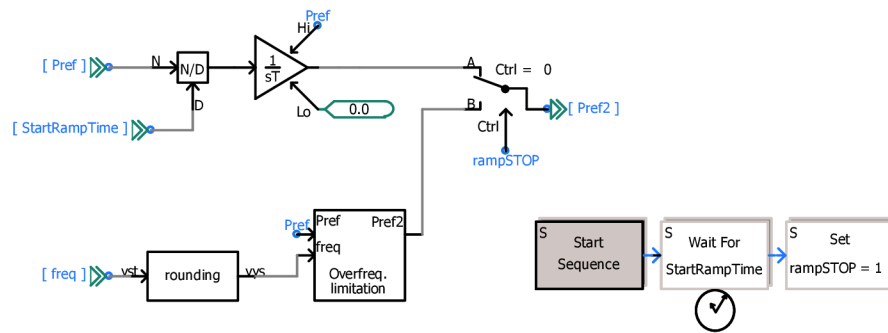 Pref
Hi
[ Pref ]
N
N/D
1
sT
A
Ctrl = 0
D
Lo
0.0
B
[ Pref2 ]
[ StartRampTime ]
Ctrl
rampSTOP
Pref
Pref
Pref2
freq
S
Start
Sequence
S
Wait For
StartRampTime
S
Set
rampSTOP = 1
[ freq ]
vst
rounding
vys
Overfreq.
limitation